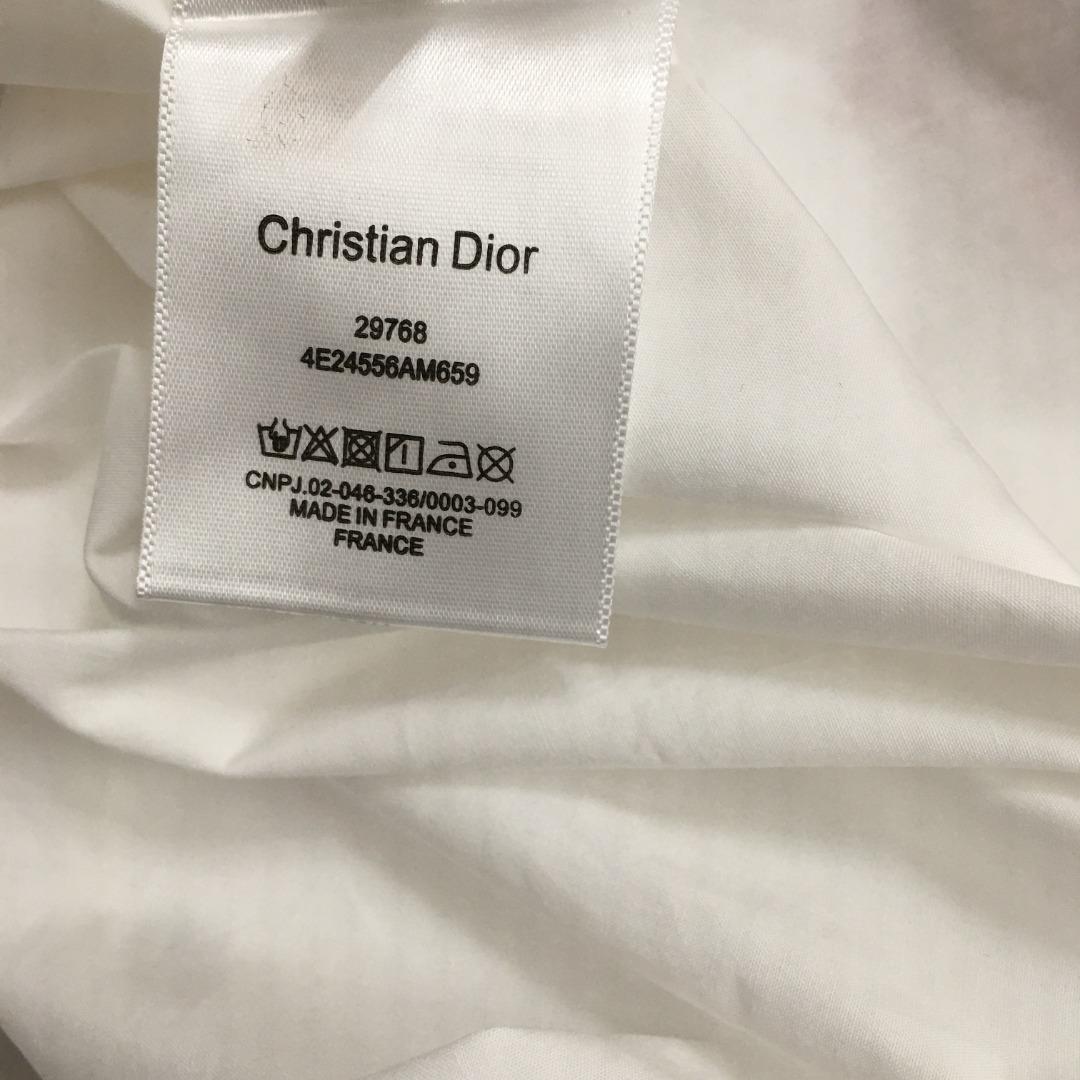 Christian Dior
29768
4E24556AM659
CNPJ.02-046-336/0003-099
MADE IN FRANCE
FRANCE